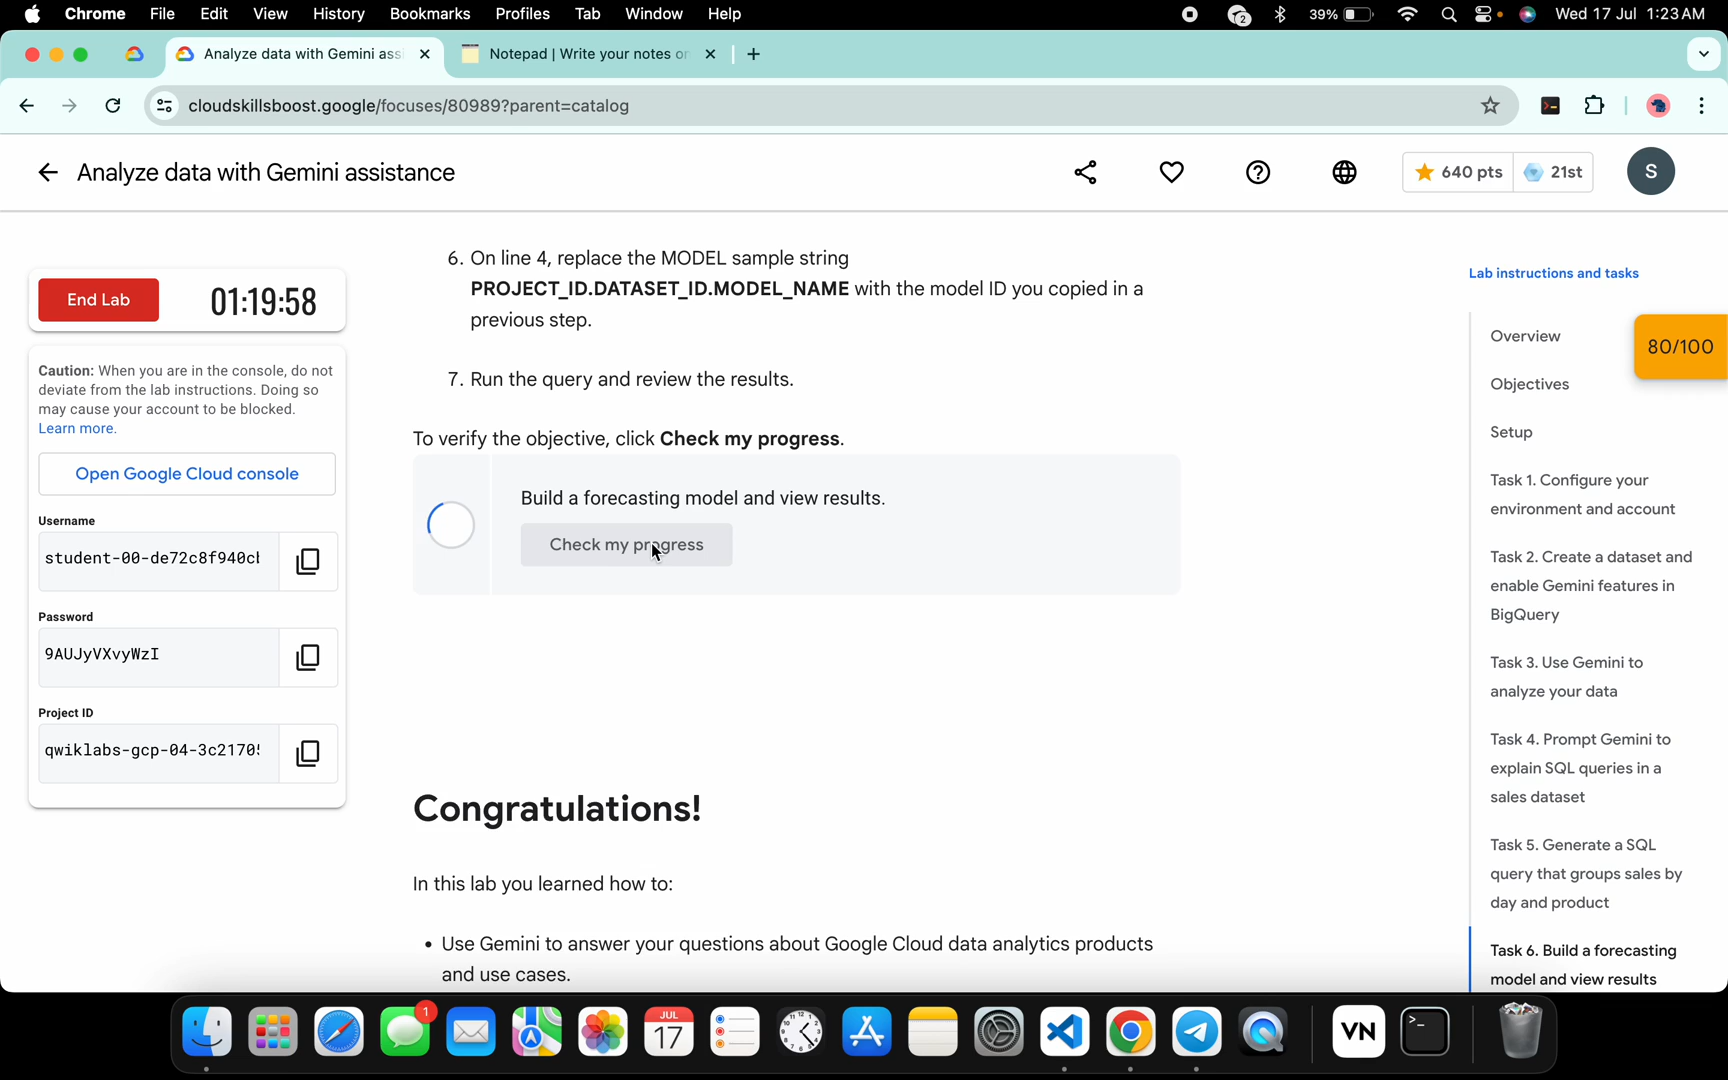 Chrome File Edit View History Bookmarks Profiles Tab Window Help 2 39% Wed 17 Jul 1:23 AM
Analyze data with Gemini ass Notepad | Write your notes or
cloudskillsboost.google/focuses/80989?parent=catalog
Analyze data with Gemini assistance 640 pts 21st S
End Lab 01:19:58
Caution: When you are in the console, do not
deviate from the lab instructions. Doing so
may cause your account to be blocked.
Learn more.
Open Google Cloud console
Username
student-00-de72c8f940cb
Password
9AUJyVXvyWzI
Project ID
qwiklabs-gcp-04-3c2170
6. On line 4, replace the MODEL sample string
PROJECT_ID.DATASET_ID.MODEL_NAME with the model ID you copied in a
previous step.
7. Run the query and review the results.
To verify the objective, click Check my progress.
Build a forecasting model and view results.
Check my progress
Congratulations!
In this lab you learned how to:
• Use Gemini to answer your questions about Google Cloud data analytics products
and use cases.
Lab instructions and tasks
Overview
80/100
Objectives
Setup
Task 1. Configure your
environment and account
Task 2. Create a dataset and
enable Gemini features in
BigQuery
Task 3. Use Gemini to
analyze your data
Task 4. Prompt Gemini to
explain SQL queries in a
sales dataset
Task 5. Generate a SQL
query that groups sales by
day and product
Task 6. Build a forecasting
model and view results
1
JUL
17
VN